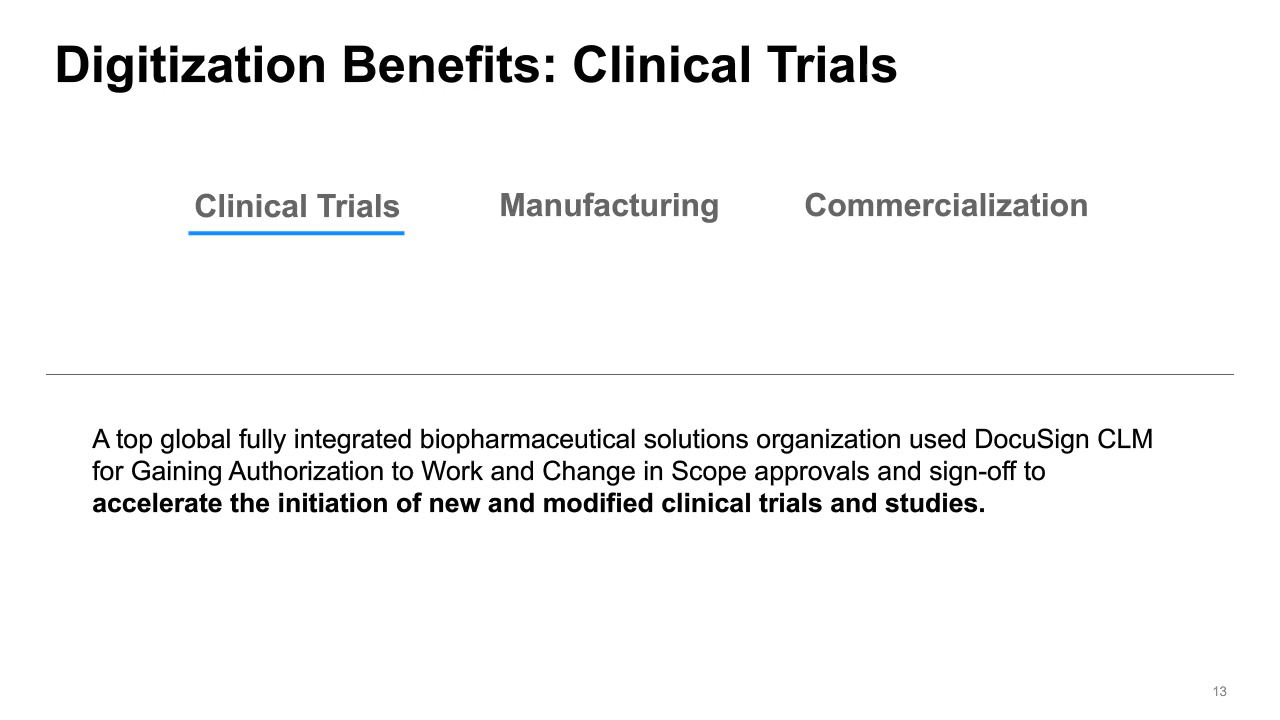 Digitization Benefits: Clinical Trials
Clinical Trials
Manufacturing
Commercialization
A top global fully integrated biopharmaceutical solutions organization used DocuSign CLM
for Gaining Authorization to Work and Change in Scope approvals and sign-off to
accelerate the initiation of new and modified clinical trials and studies.
13